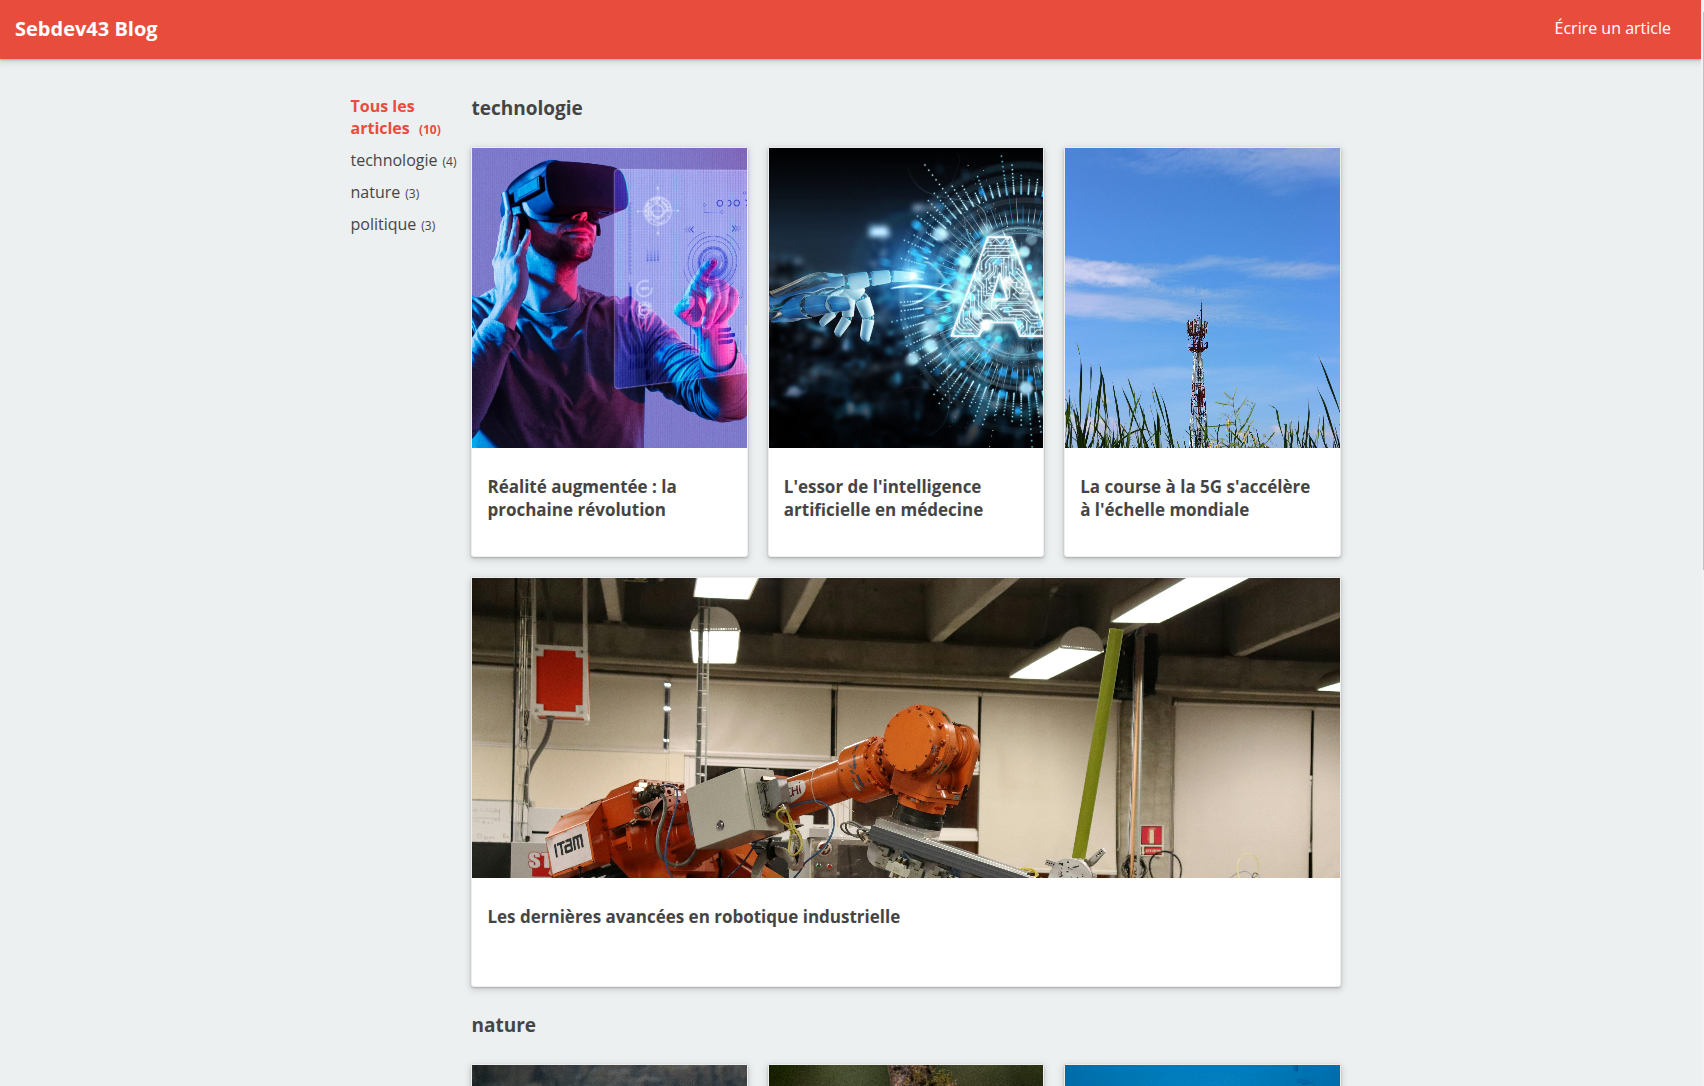 Sebdev43 Blog
Écrire un article
Tous les
articles (10)
technologie (4)
nature (3)
politique (3)
technologie
A
Réalité augmentée : la
prochaine révolution
L'essor de l'intelligence
artificielle en médecine
La course à la 5G s'accélère
à l'échelle mondiale
ITAM
ST
Les dernières avancées en robotique industrielle
nature